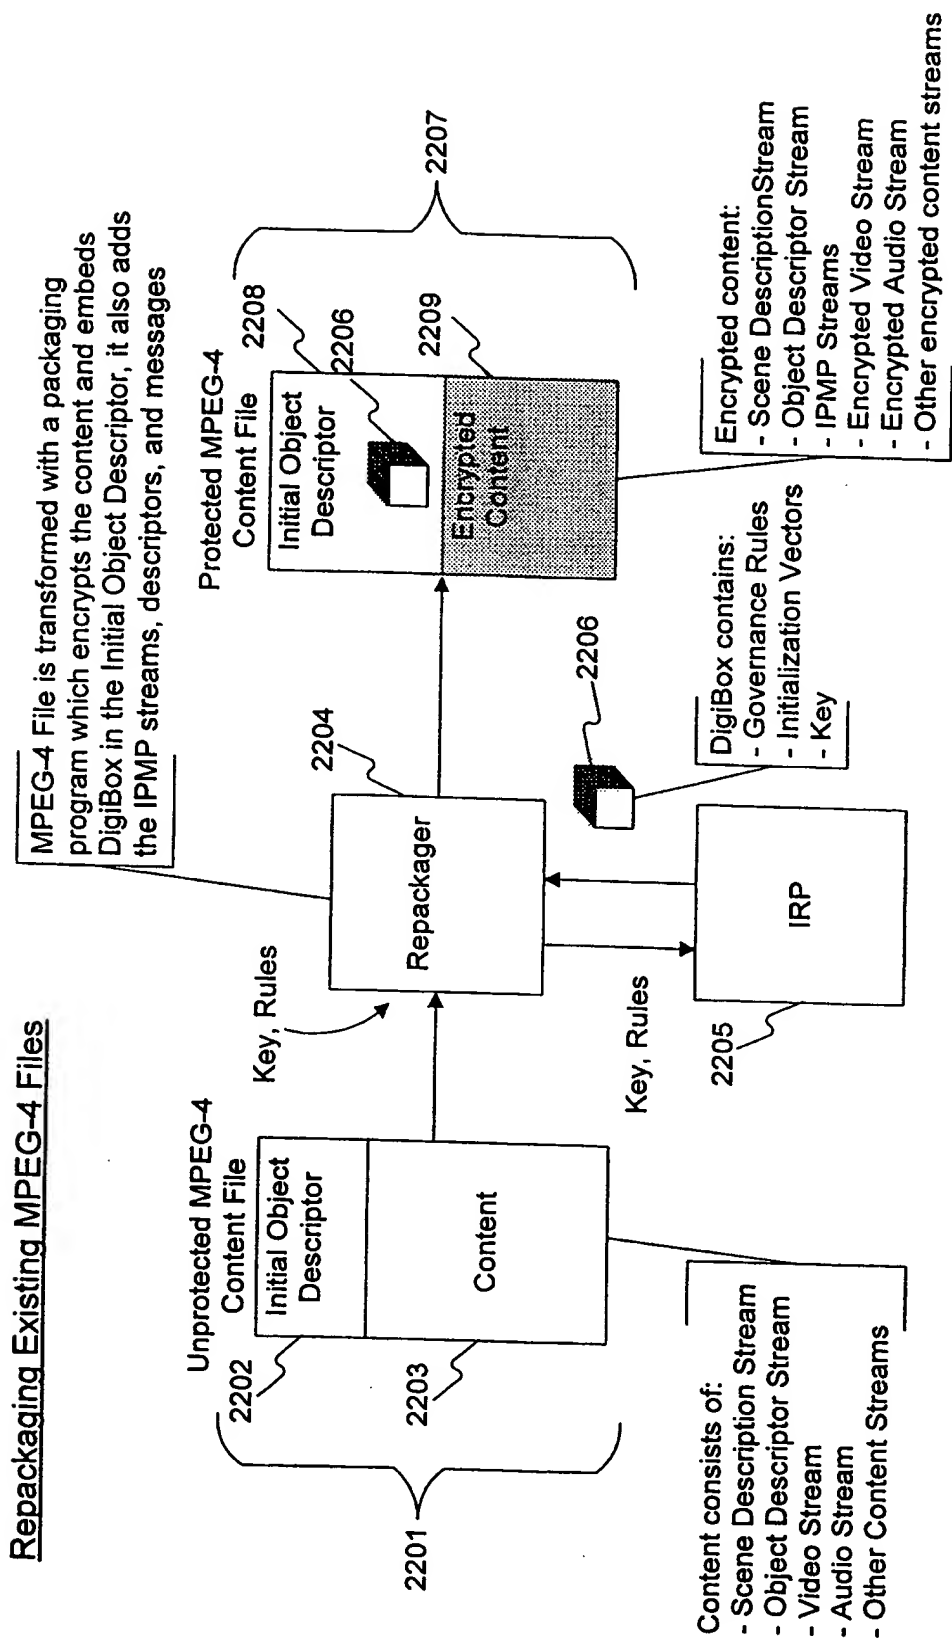 Repackaging Existing MPEG-4 Files
MPEG-4 File is transformed with a packaging
program which encrypts the content and embeds
DigiBox in the Initial Object Descriptor, it also adds
the IPMP streams, descriptors, and messages
Unprotected MPEG-4
Content File
2201
2202
Initial Object
Descriptor
2203
Content
Content consists of:
- Scene Description Stream
- Object Descriptor Stream
- Video Stream
- Audio Stream
- Other Content Streams
Key, Rules
2204
Repackager
Key, Rules
2205
IRP
2206
DigiBox contains:
- Governance Rules
- Initialization Vectors
- Key
Protected MPEG-4
Content File
2208
2206
2209
2207
Initial Object
Descriptor
Encrypted
Content
Encrypted content:
- Scene DescriptionStream
- Object Descriptor Stream
- IPMP Streams
- Encrypted Video Stream
- Encrypted Audio Stream
- Other encrypted content streams